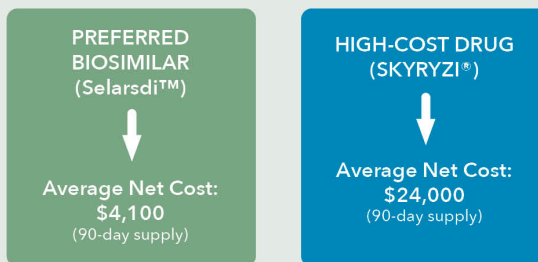 PREFERRED
BIOSIMILAR
(Selarsdi™)
Average Net Cost:
$4,100
(90-day supply)
HIGH-COST DRUG
(SKYRYZI®)
Average Net Cost:
$24,000
(90-day supply)